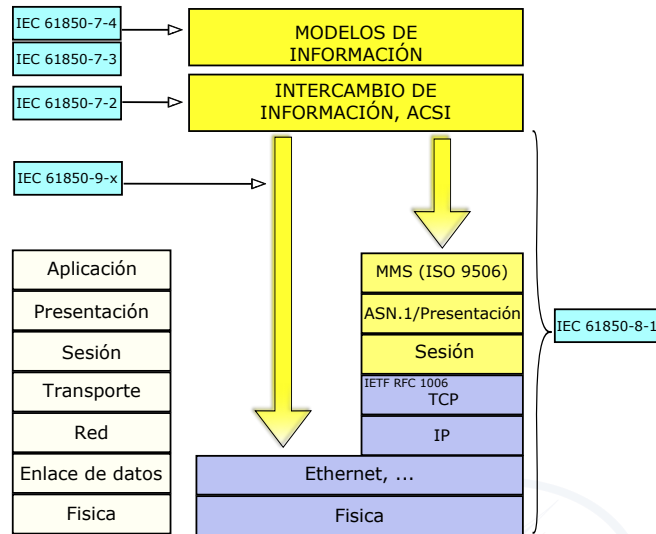 IEC 61850-7-4
MODELOS DE
INFORMACIÓN
IEC 61850-7-3
IEC 61850-7-2
INTERCAMBIO DE
INFORMACIÓN, ACSI
IEC 61850-9-x
Aplicación
Presentación
Sesión
Transporte
Red
Enlace de datos
Fisica
MMS (ISO 9506)
ASN.1/Presentación
Sesión
IETF RFC 1006
TCP
IP
Ethernet, ...
Fisica
IEC 61850-8-1